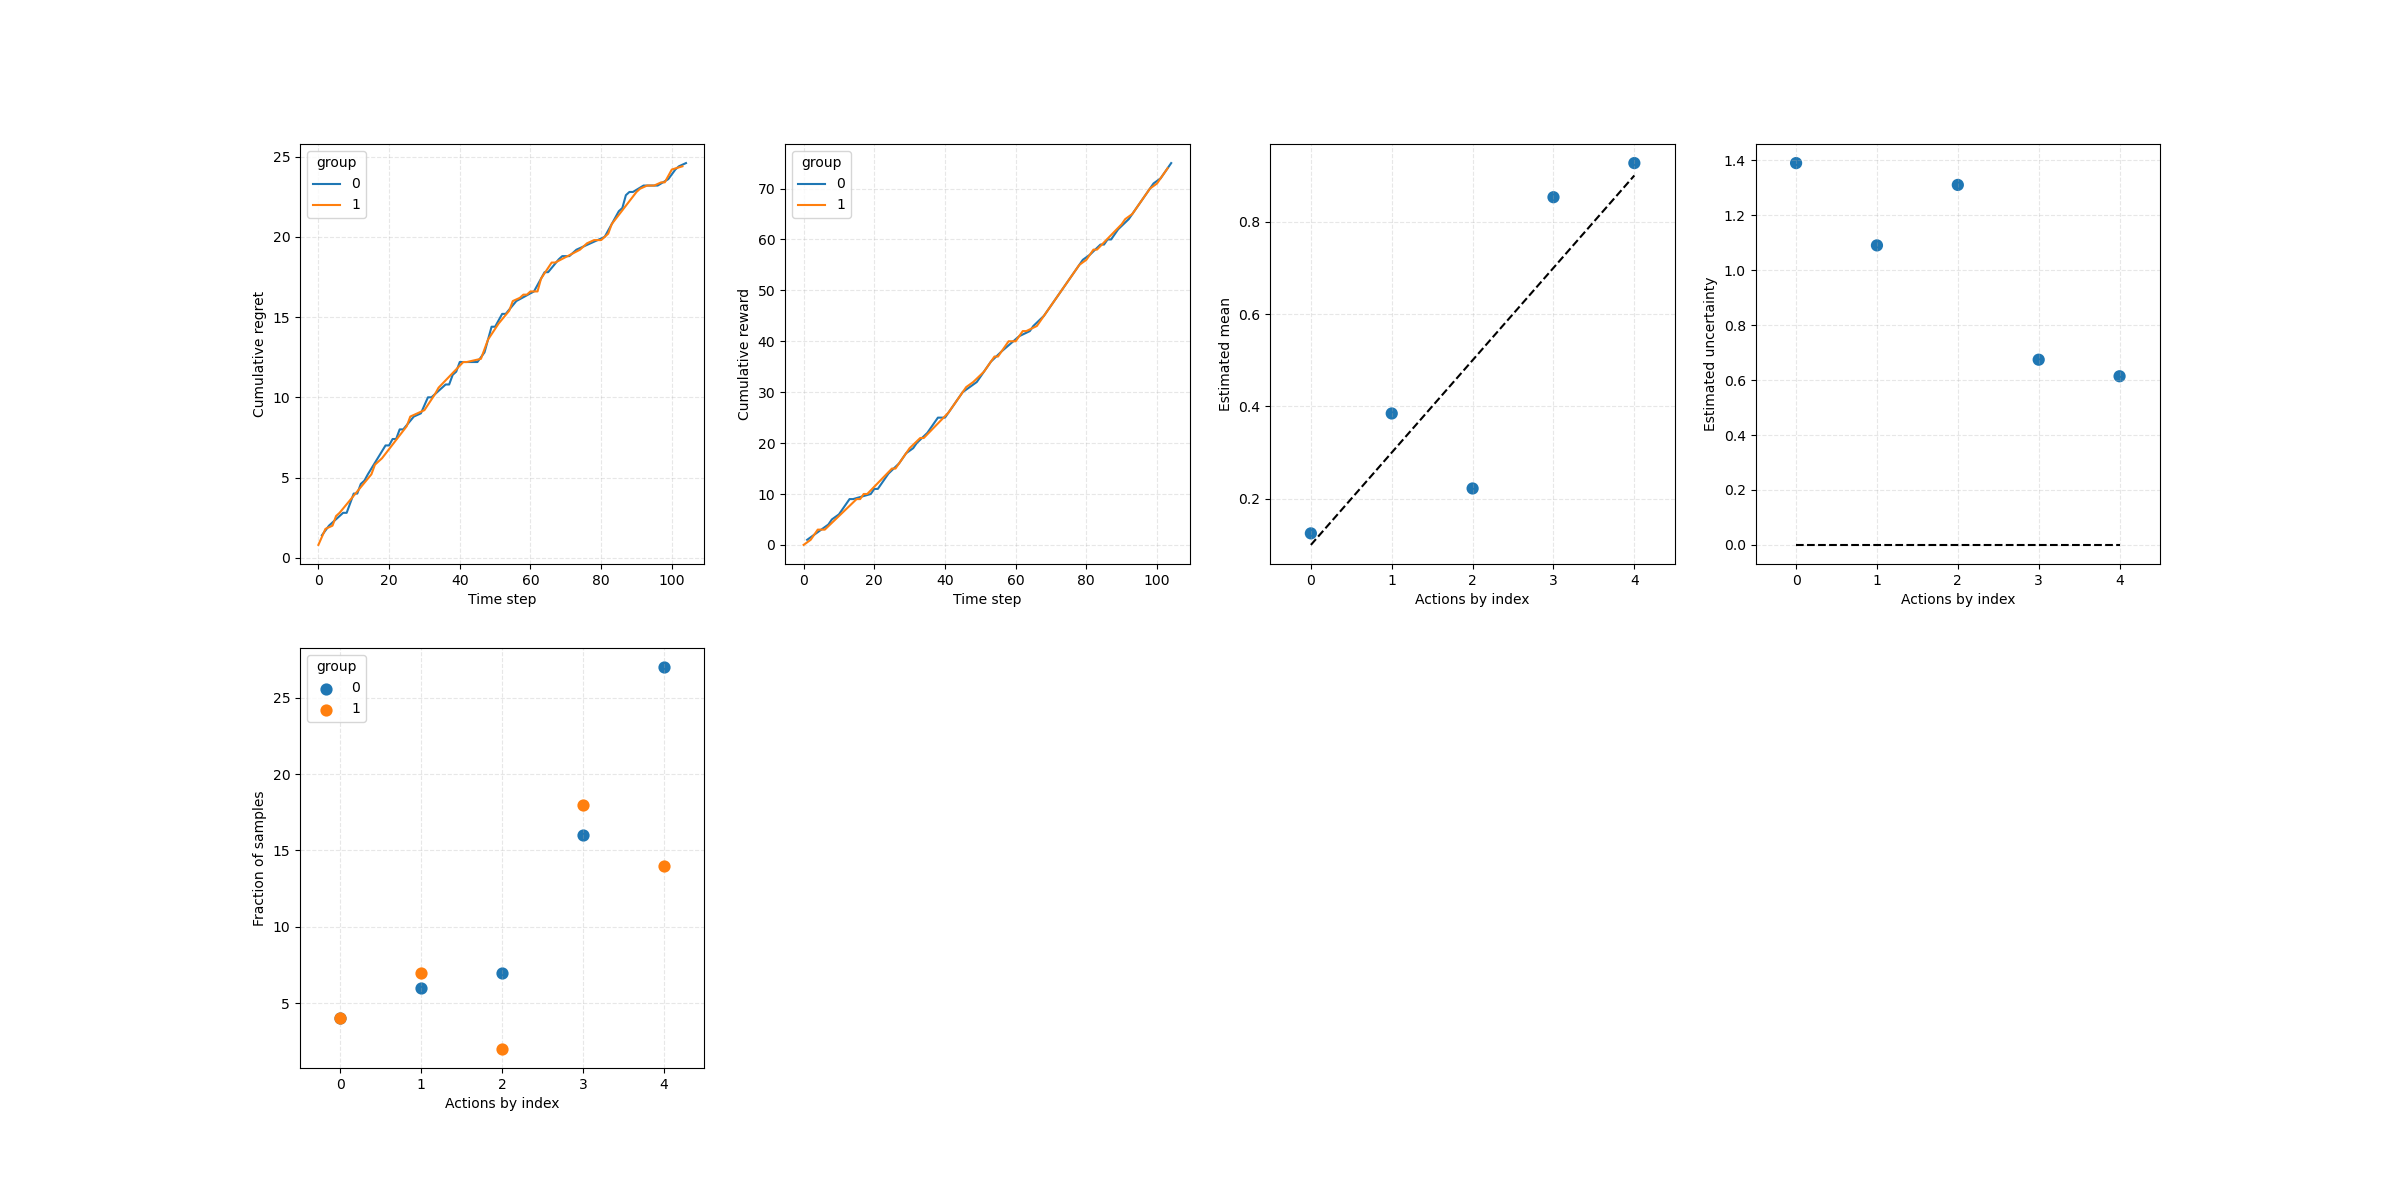 group
0
1
25
20
15
10
5
0
Cumulative regret
0 20 40 60 80 100
Time step
group
0
1
70
60
50
40
30
20
10
0
Cumulative reward
0 20 40 60 80 100
Time step
0.8
0.6
0.4
0.2
Estimated mean
0 1 2 3 4
Actions by index
1.4
1.2
1.0
0.8
0.6
0.4
0.2
0.0
Estimated uncertainty
0 1 2 3 4
Actions by index
group
0
1
25
20
15
10
5
Fraction of samples
0 1 2 3 4
Actions by index